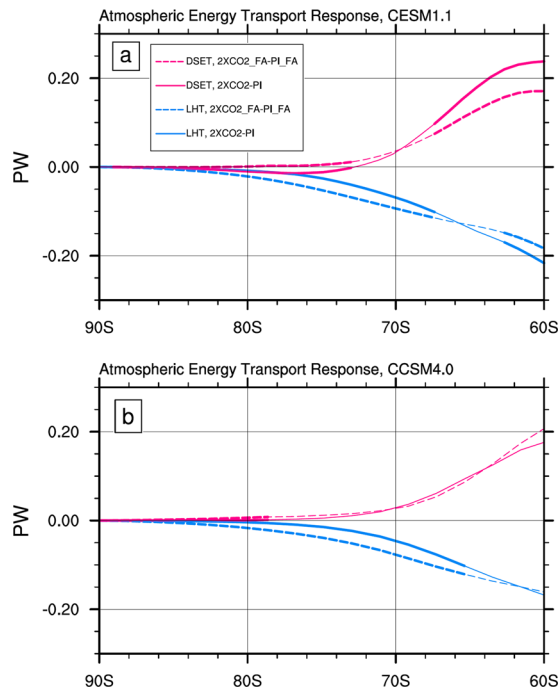 Atmospheric Energy Transport Response, CESM1.1
a
DSET, 2XCO2_FA-PI_FA
DSET, 2XCO2-PI
LHT, 2XCO2_FA-PI_FA
LHT, 2XCO2-PI
0.20
0.00
-0.20
PW
90S 80S 70S 60S
Atmospheric Energy Transport Response, CCSM4.0
b
0.20
0.00
-0.20
PW
90S 80S 70S 60S